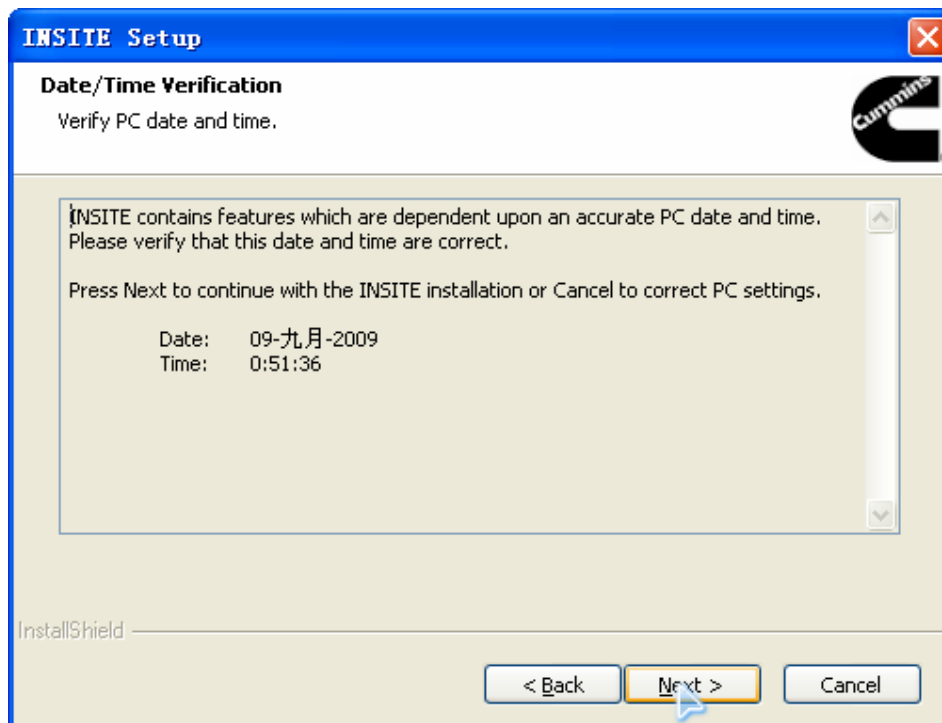 INSITE Setup
Date/Time Verification
Verify PC date and time.
Cummins
INSITE contains features which are dependent upon an accurate PC date and time.
Please verify that this date and time are correct.
Press Next to continue with the INSITE installation or Cancel to correct PC settings.
Date: 09-九月-2009
Time: 0:51:36
InstallShield
< Back Next > Cancel